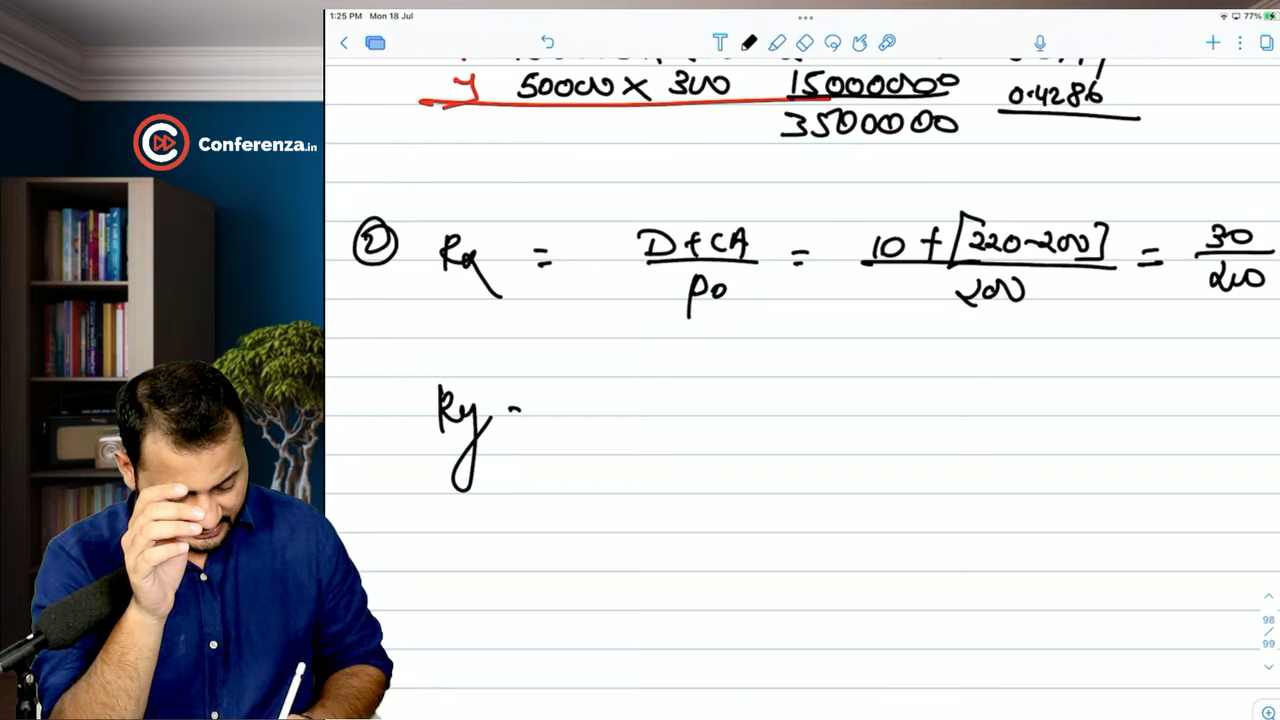 1:25 PM Mon 18 Jul
77%
T
y 50000 x 300 15000000 0.4286
35000000
Conferenza.in
② Rx = D + CA / P0 = 10 + [220-200] / 200 = 30 / 200
Ry =
98
/
99